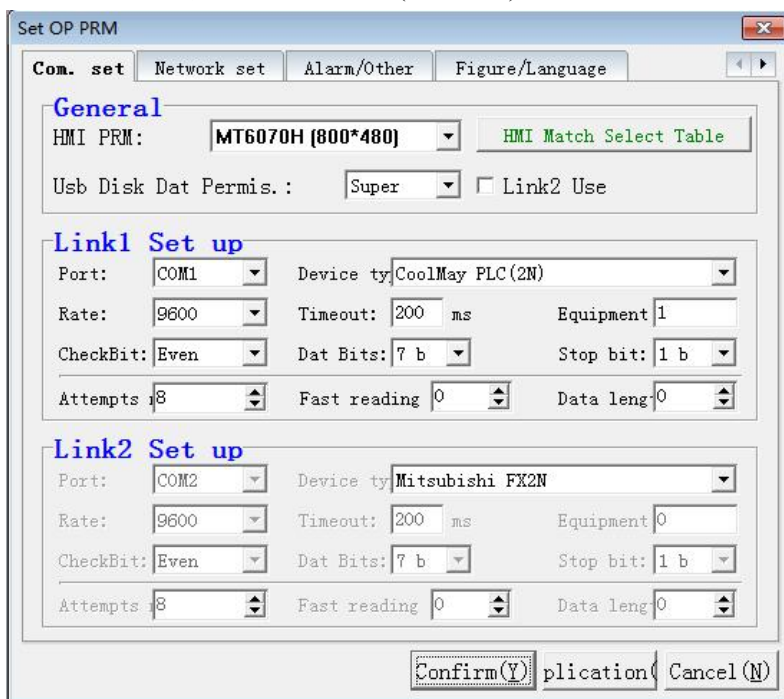 Set OP PRM
Com. set Network set Alarm/Other Figure/Language
General
HMI PRM: MT6070H (800*480) HMI Match Select Table
Usb Disk Dat Permis.: Super Link2 Use
Link1 Set up
Port: COM1 Device ty CoolMay PLC(2N)
Rate: 9600 Timeout: 200 ms Equipment 1
CheckBit: Even Dat Bits: 7 b Stop bit: 1 b
Attempts 8 Fast reading 0 Data leng 0
Link2 Set up
Port: COM2 Device ty Mitsubishi FX2N
Rate: 9600 Timeout: 200 ms Equipment 0
CheckBit: Even Dat Bits: 7 b Stop bit: 1 b
Attempts 8 Fast reading 0 Data leng 0
Confirm(Y) plication( Cancel(N)